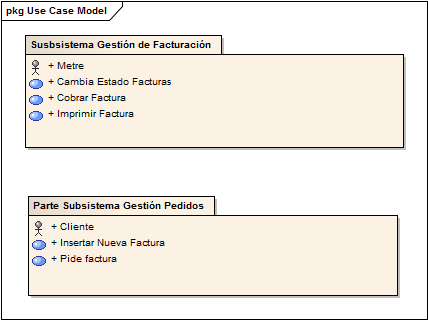 pkg Use Case Model
Susbsistema Gestión de Facturación
+ Metre
+ Cambia Estado Facturas
+ Cobrar Factura
+ Imprimir Factura
Parte Subsistema Gestión Pedidos
+ Cliente
+ Insertar Nueva Factura
+ Pide factura